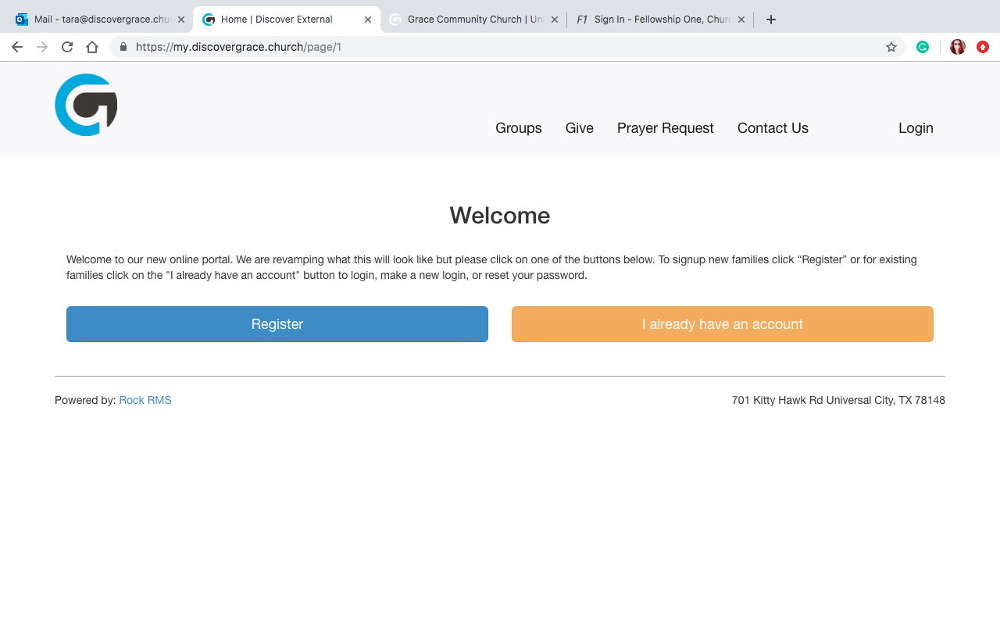 Mail - tara@discovergrace.chu
Home | Discover External
Grace Community Church | Uni
F1 Sign In - Fellowship One, Churc
https://my.discovergrace.church/page/1
Groups Give Prayer Request Contact Us Login
Welcome
Welcome to our new online portal. We are revamping what this will look like but please click on one of the buttons below. To signup new families click “Register” or for existing
families click on the "I already have an account" button to login, make a new login, or reset your password.
Register
I already have an account
Powered by: Rock RMS
701 Kitty Hawk Rd Universal City, TX 78148